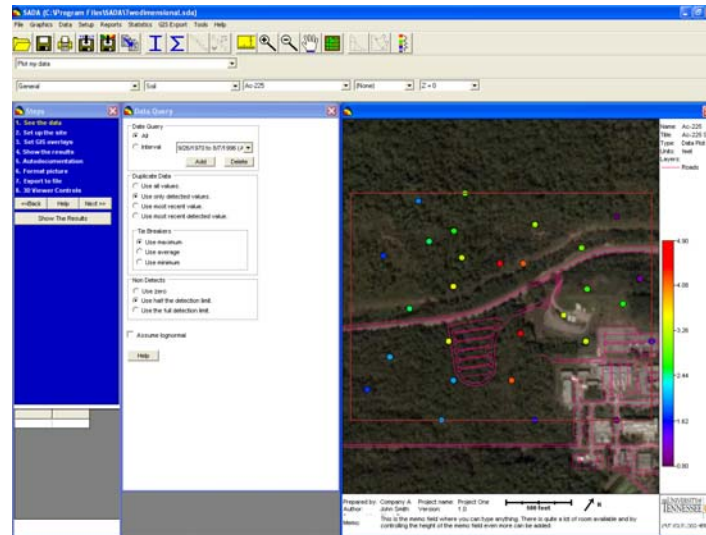 SADA (C:\Program Files\SADA\Twodimensional.sda)
File Graphics Data Setup Reports Statistics GIS Export Tools Help
Plot my data
General Soil Ac-225 (None) Z = 0
Steps
1. See the data
2. Set up the site
3. Set GIS overlays
4. Show the results
5. Autodocumentation
6. Format picture
7. Export to file
8. 3D Viewer Controls
<<Back Help Next >>
Show The Results
Data Query
Date Query
All
Interval
Add Delete
Duplicate Data
Use all values.
Use only detected values.
Use most recent value.
Use most recent detected value.
Tie Breakers
Use maximum
Use average
Use minimum
Non Detects
Use zero
Use half the detection limit.
Use the full detection limit.
Assume lognormal
Help
Name: Ac-225
Title: Ac-225 S
Type: Data Plot
Units: feet
Layers:
Roads
4.90
4.08
3.26
2.44
1.62
0.80
Prepared by: Company A Project name: Project One
Author: John Smith Version: 1.0
500 feet
N
Memo: This is the memo field where you can type anything. There is quite a lot of room available and by
controlling the height of the memo field even more can be added
UNIVERSITY
TENNESSEE